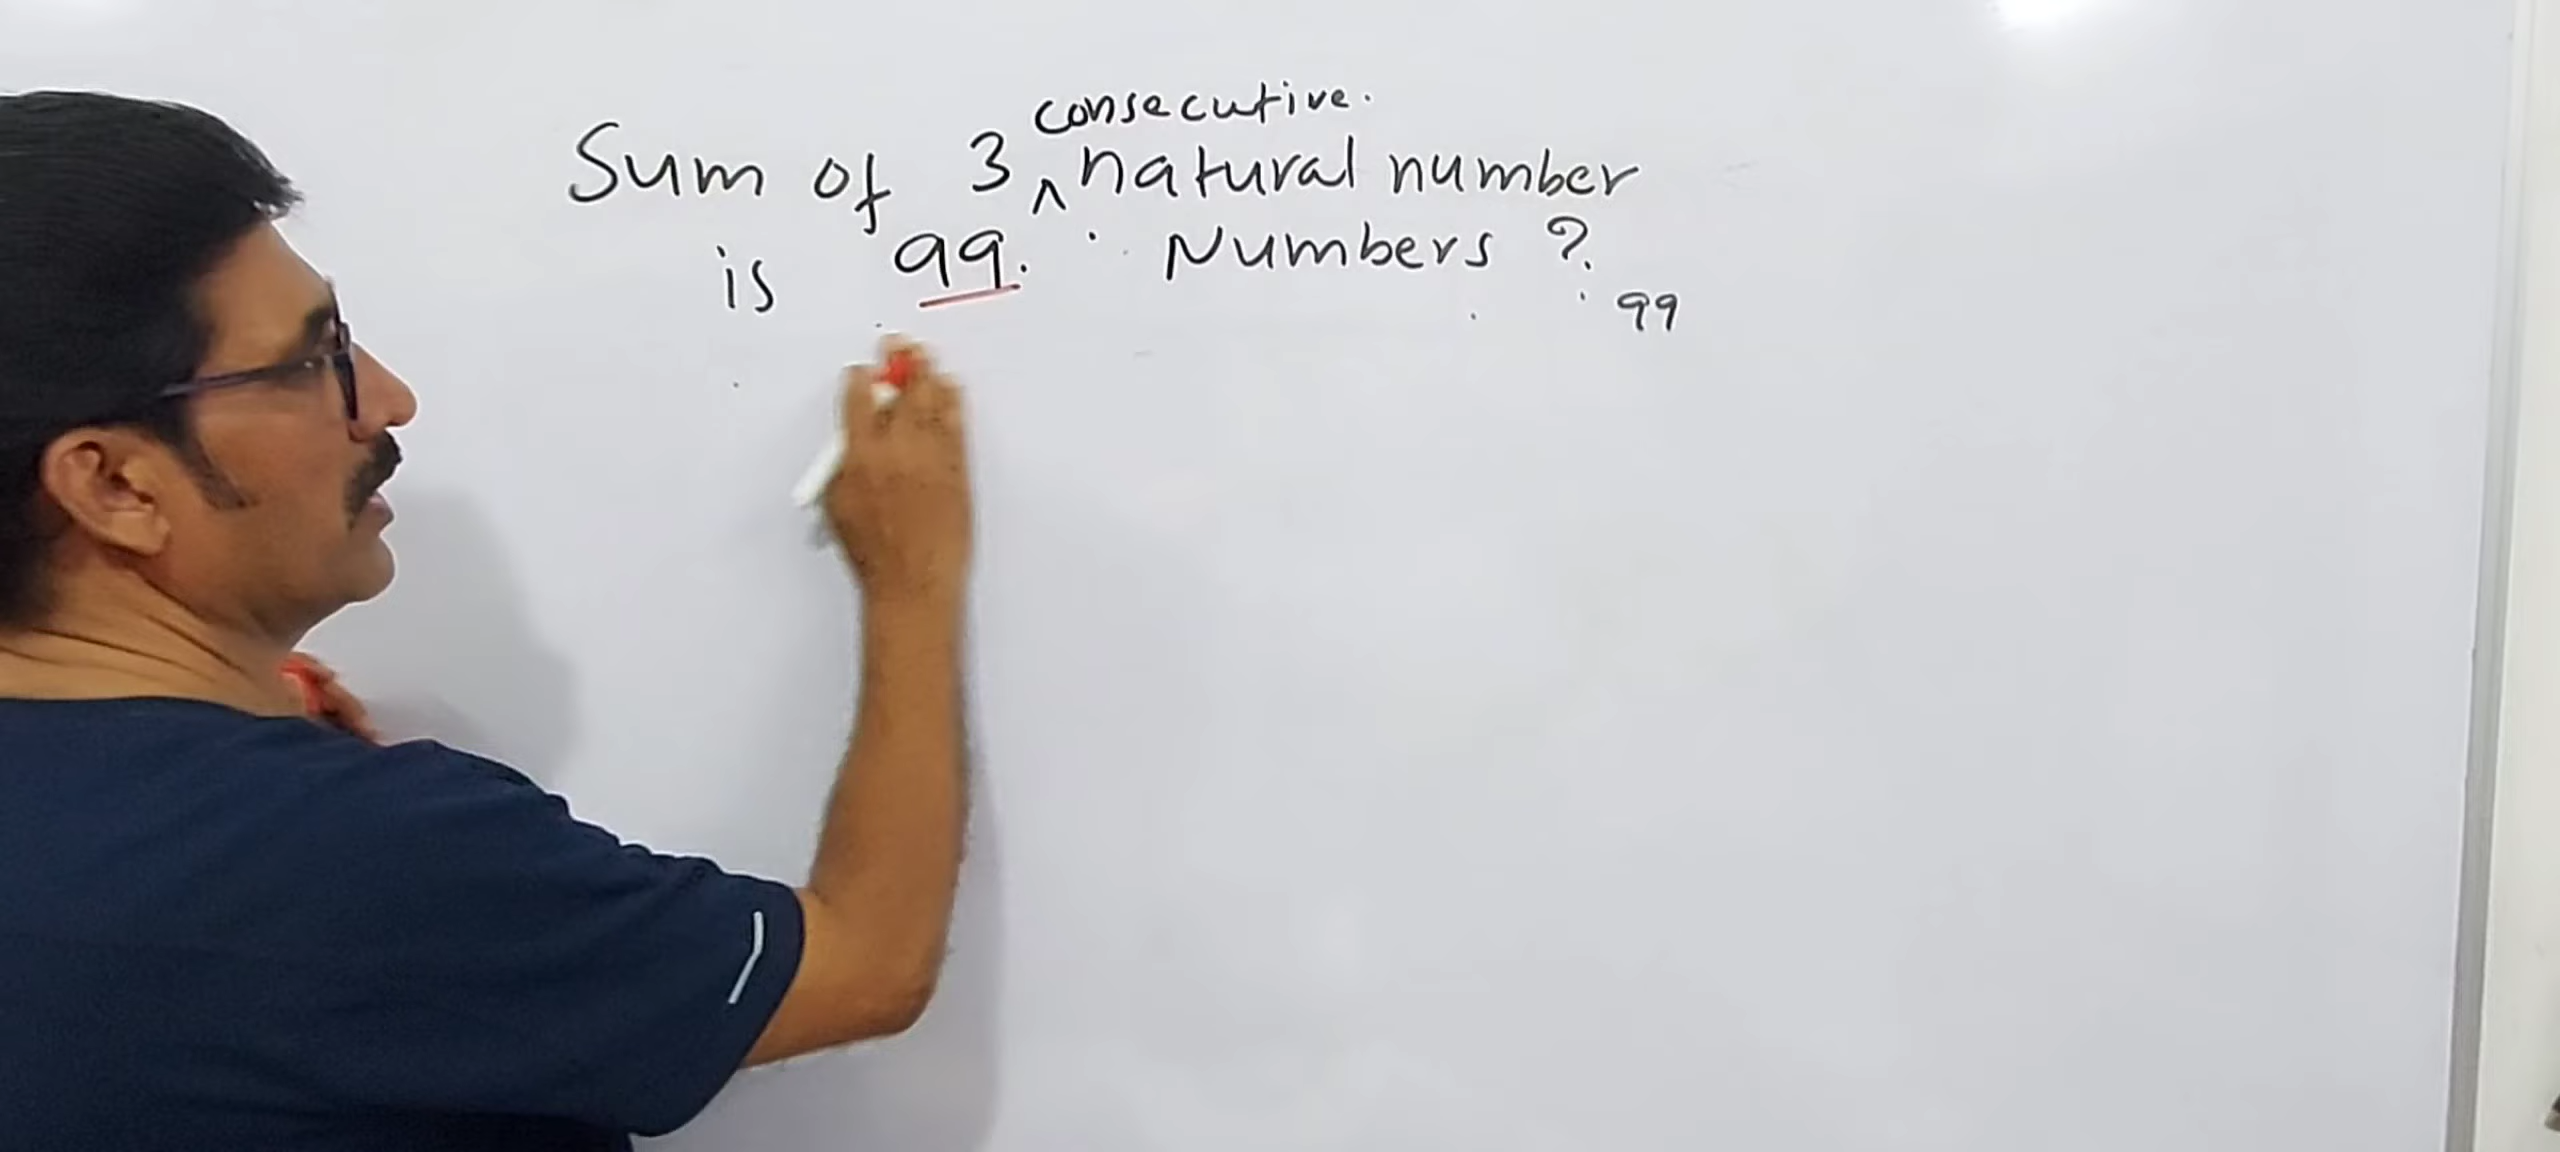 consecutive.
Sum of 3 ^ natural number
is 99. Numbers ?
99